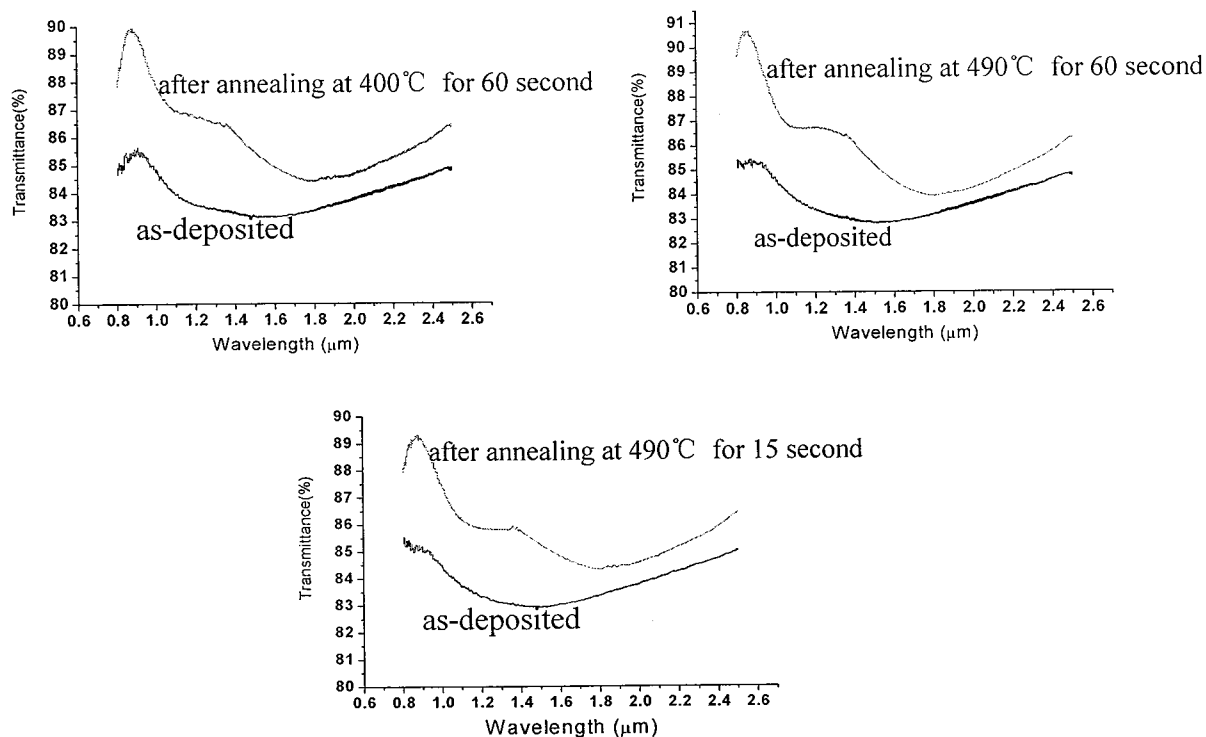 90
89
88
87
86
85
84
83
82
81
80
Transmittance(%)
after annealing at 400℃ for 60 second
as-deposited
0.6 0.8 1.0 1.2 1.4 1.6 1.8 2.0 2.2 2.4 2.6
Wavelength (μm)
91
90
89
88
87
86
85
84
83
82
81
80
Transmittance(%)
after annealing at 490℃ for 60 second
as-deposited
0.6 0.8 1.0 1.2 1.4 1.6 1.8 2.0 2.2 2.4 2.6
Wavelength (μm)
90
89
88
87
86
85
84
83
82
81
80
Transmittance(%)
after annealing at 490℃ for 15 second
as-deposited
0.6 0.8 1.0 1.2 1.4 1.6 1.8 2.0 2.2 2.4 2.6
Wavelength (μm)